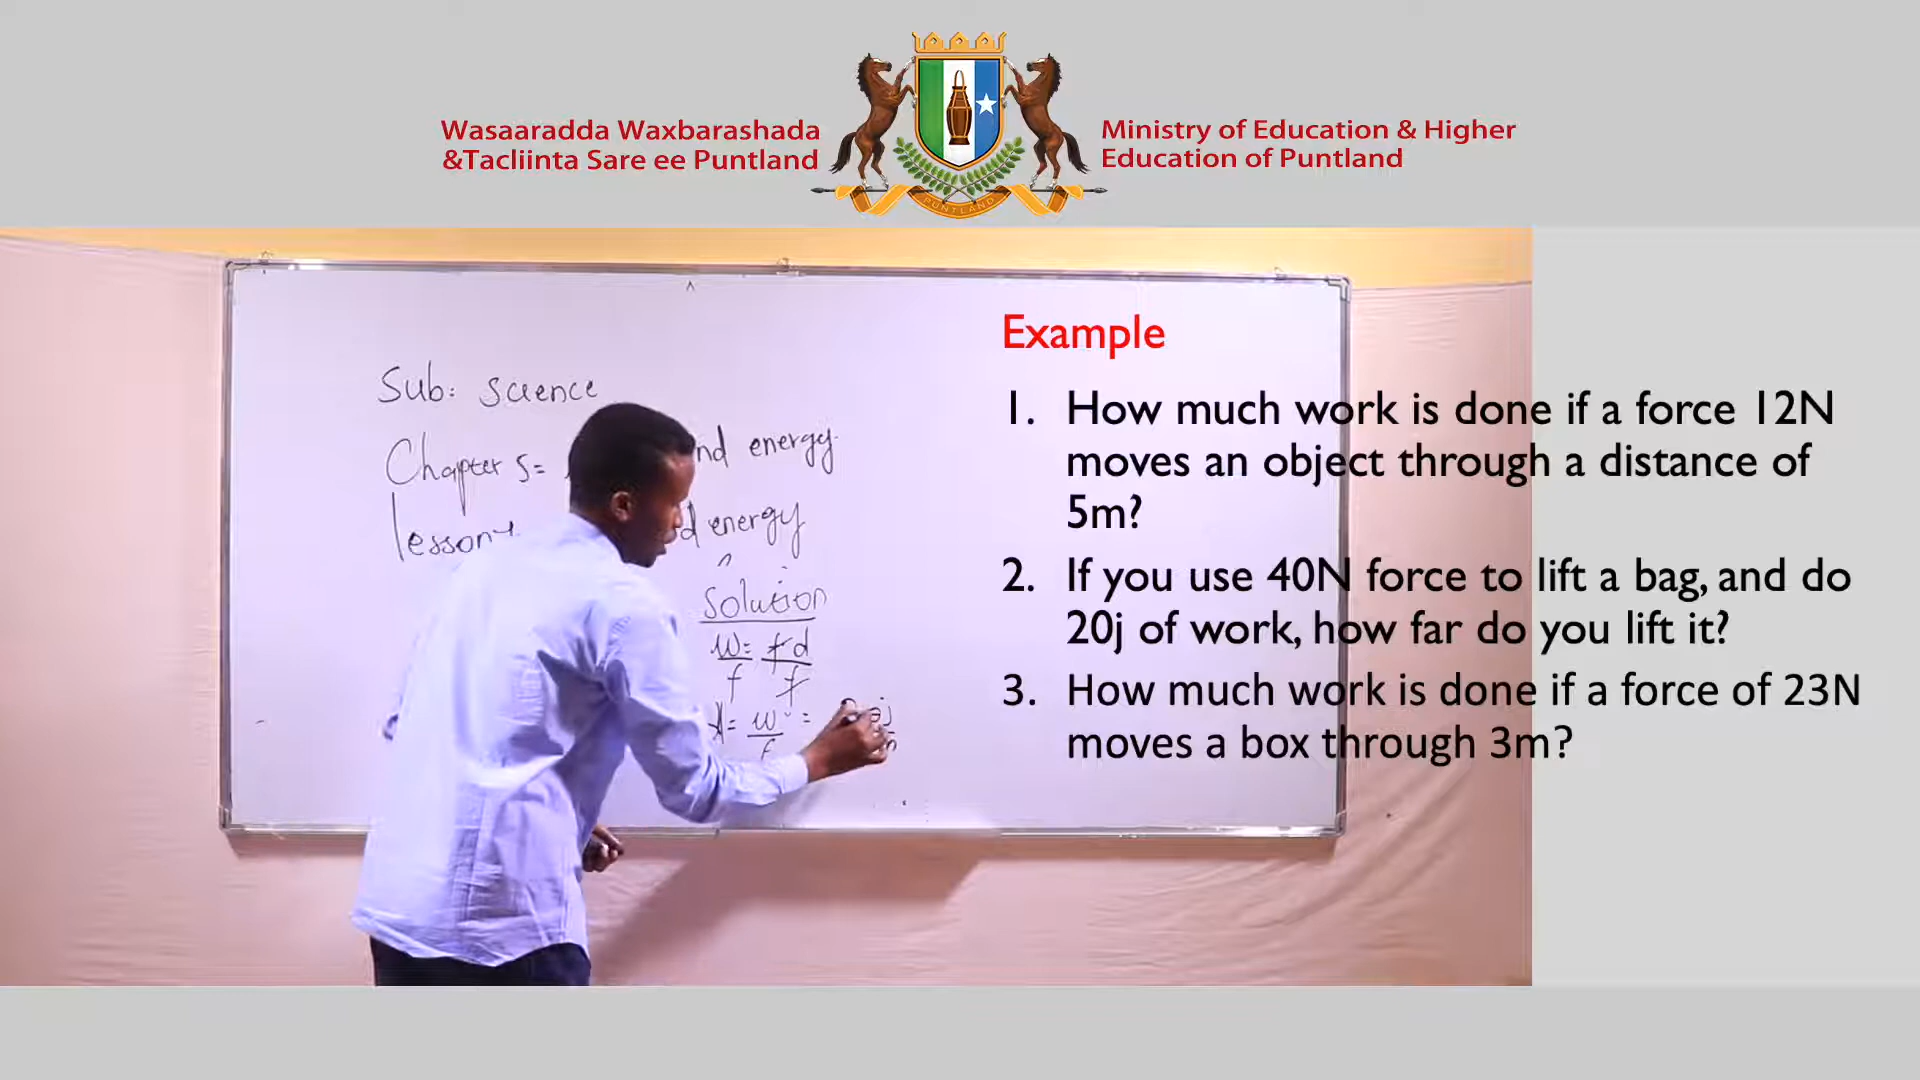 Wasaaradda Waxbarashada
&Tacliinta Sare ee Puntland
PUNTLAND
Ministry of Education & Higher
Education of Puntland
Sub: Science
Chapter 5= nd energy.
lesson d energy
Solution
w= fd
f f
d= w =
f
Example
1. How much work is done if a force 12N
moves an object through a distance of
5m?
2. If you use 40N force to lift a bag, and do
20j of work, how far do you lift it?
3. How much work is done if a force of 23N
moves a box through 3m?